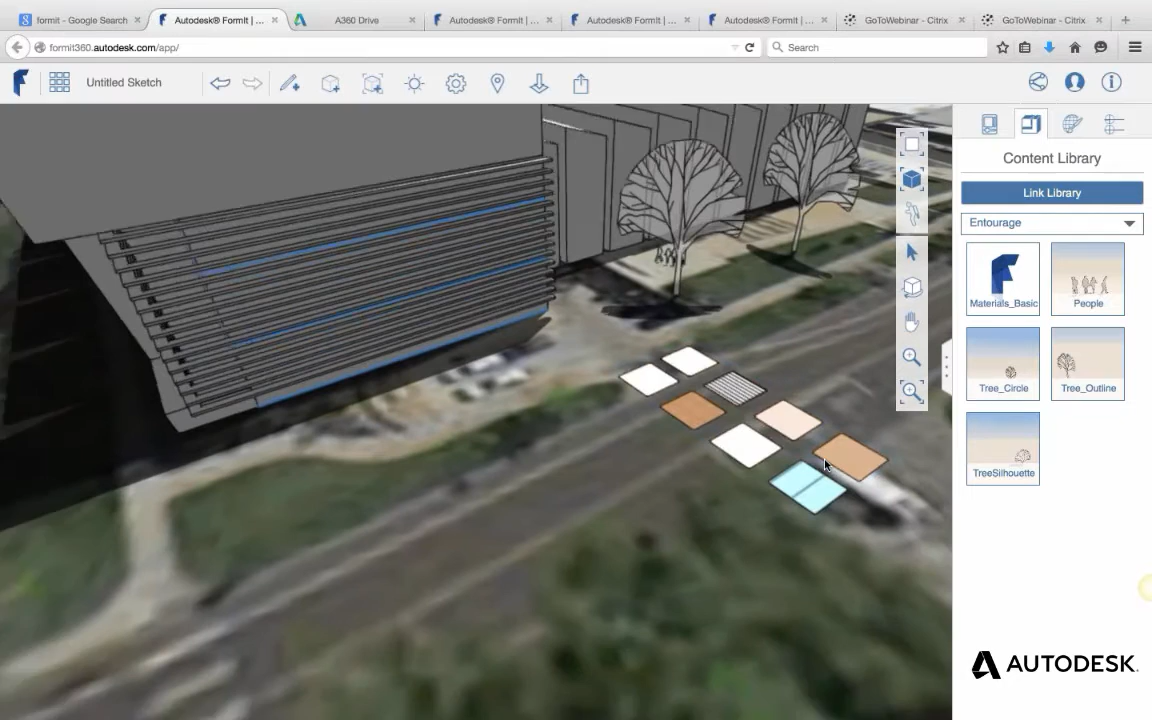 formit - Google Search
Autodesk® FormIt | ...
A360 Drive
Autodesk® FormIt | ...
Autodesk® FormIt | ...
Autodesk® FormIt | ...
GoToWebinar - Citrix
GoToWebinar - Citrix
formit360.autodesk.com/app/
Search
Untitled Sketch
Content Library
Link Library
Entourage
Materials_Basic
People
Tree_Circle
Tree_Outline
TreeSilhouette
AUTODESK.